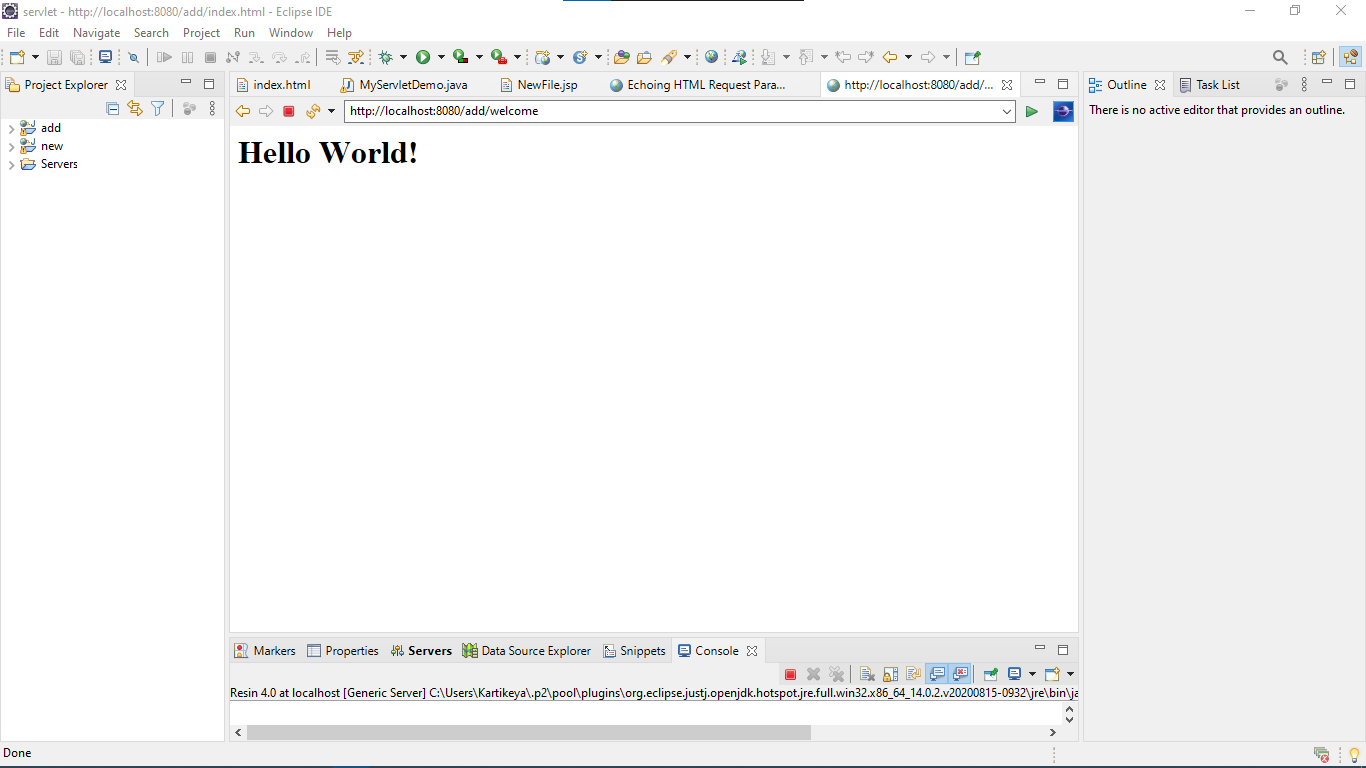 servlet - http://localhost:8080/add/index.html - Eclipse IDE
File Edit Navigate Search Project Run Window Help
Project Explorer
index.html MyServletDemo.java NewFile.jsp Echoing HTML Request Para... http://localhost:8080/add/...
Outline Task List
http://localhost:8080/add/welcome
There is no active editor that provides an outline.
add
new
Servers
Hello World!
Markers Properties Servers Data Source Explorer Snippets Console
Resin 4.0 at localhost [Generic Server] C:\Users\Kartikeya\.p2\pool\plugins\org.eclipse.justj.openjdk.hotspot.jre.full.win32.x86_64_14.0.2.v20200815-0932\jre\bin\ja
Done